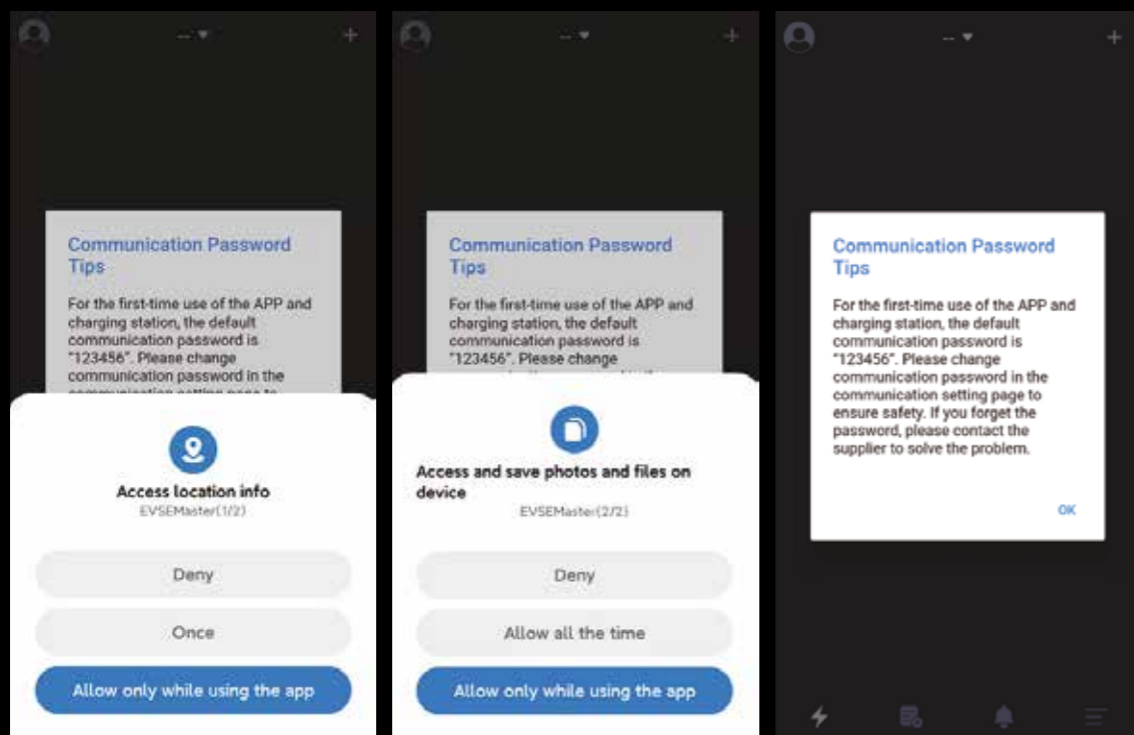 -- ▼
+
Communication Password
Tips
For the first-time use of the APP and
charging station, the default
communication password is
"123456". Please change
communication password in the
communication setting page to
Access location info
EVSEMaster(1/2)
Deny
Once
Allow only while using the app
-- ▼
+
Communication Password
Tips
For the first-time use of the APP and
charging station, the default
communication password is
"123456". Please change
Access and save photos and files on
device
EVSEMaster(2/2)
Deny
Allow all the time
Allow only while using the app
-- ▼
+
Communication Password
Tips
For the first-time use of the APP and
charging station, the default
communication password is
"123456". Please change
communication password in the
communication setting page to
ensure safety. If you forget the
password, please contact the
supplier to solve the problem.
OK